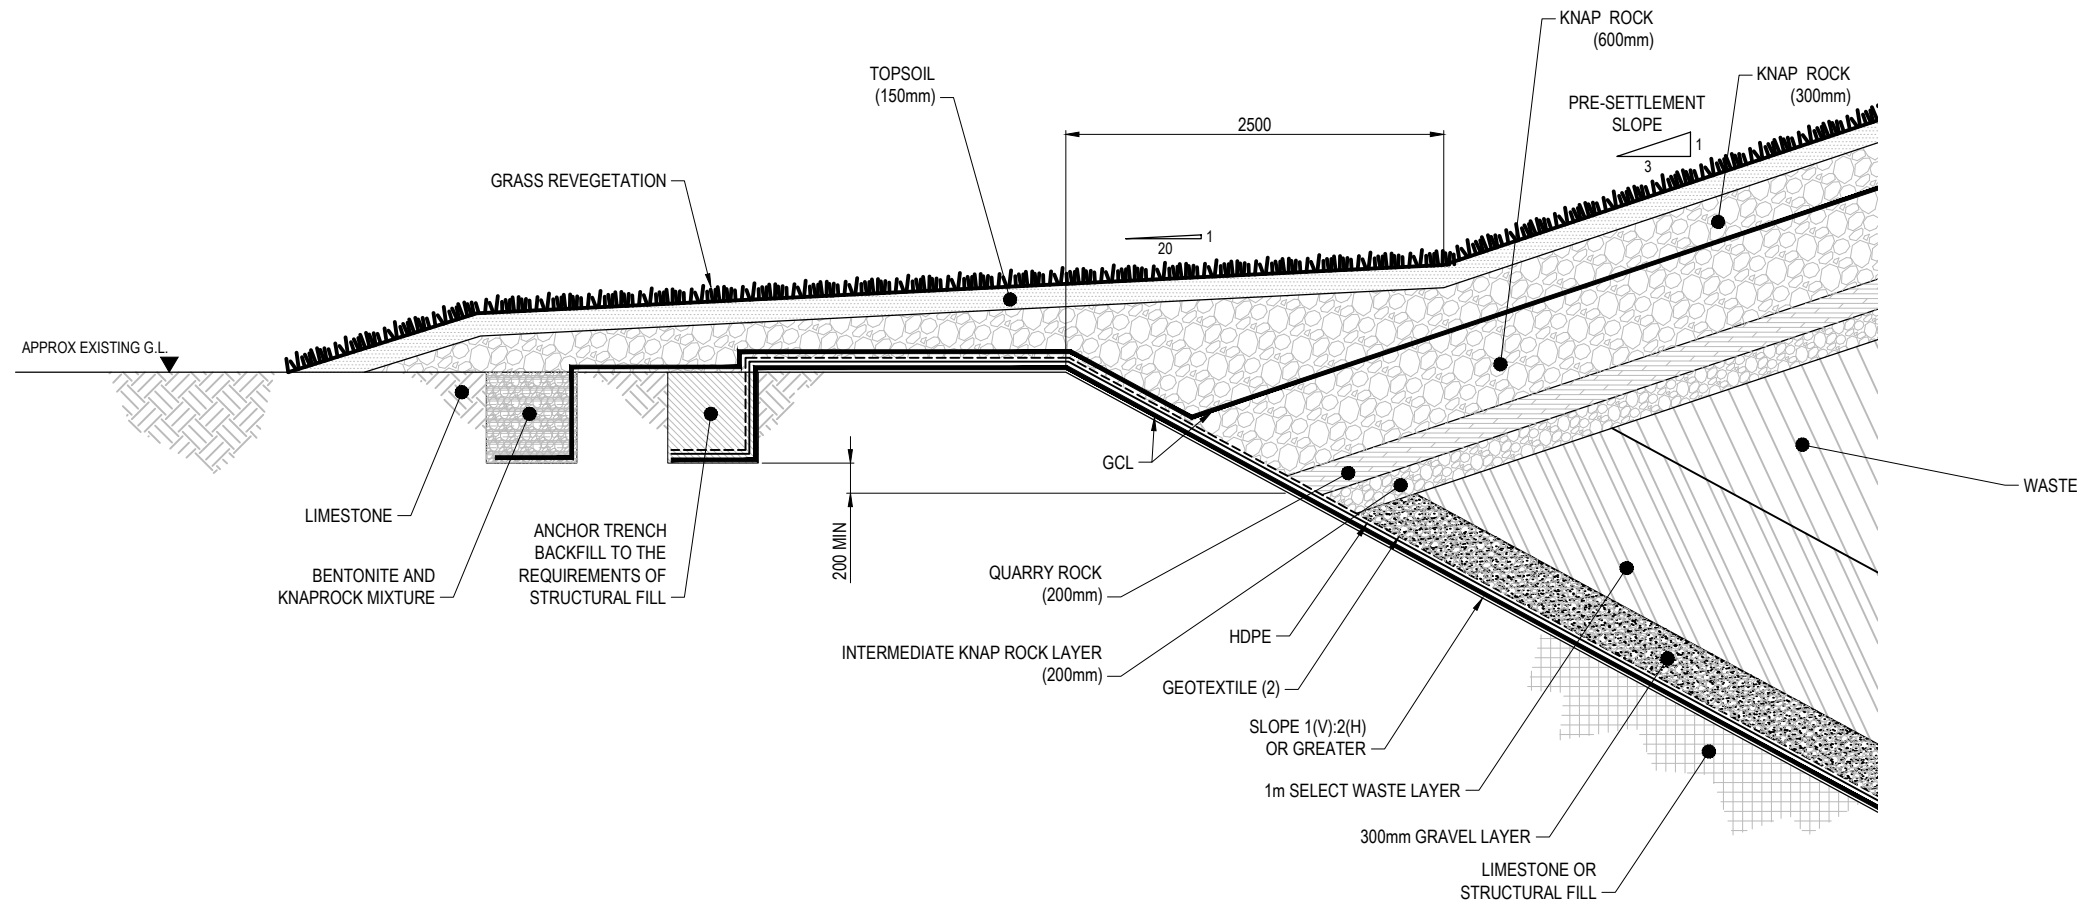 KNAP ROCK
(600mm)
TOPSOIL
(150mm)
KNAP ROCK
(300mm)
PRE-SETTLEMENT
SLOPE
1
3
2500
GRASS REVEGETATION
1
20
APPROX EXISTING G.L.
GCL
WASTE
LIMESTONE
ANCHOR TRENCH
BACKFILL TO THE
REQUIREMENTS OF
STRUCTURAL FILL
200 MIN
BENTONITE AND
KNAPROCK MIXTURE
QUARRY ROCK
(200mm)
HDPE
INTERMEDIATE KNAP ROCK LAYER
(200mm)
GEOTEXTILE (2)
SLOPE 1(V):2(H)
OR GREATER
1m SELECT WASTE LAYER
300mm GRAVEL LAYER
LIMESTONE OR
STRUCTURAL FILL